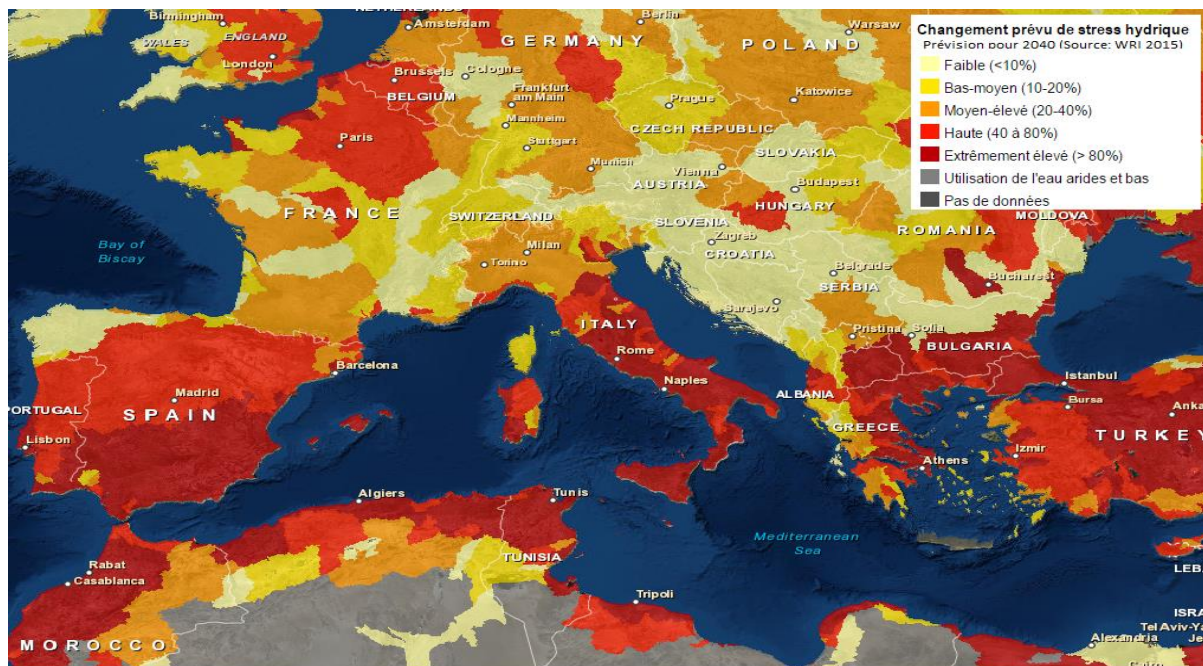 Changement prévu de stress hydrique
Prévision pour 2040 (Source: WRI 2015)
Faible (<10%)
Bas-moyen (10-20%)
Moyen-élevé (20-40%)
Haute (40 à 80%)
Extrêmement élevé (> 80%)
Utilisation de l'eau arides et bas
Pas de données
NETHERLANDS
Birmingham
Amsterdam
Berlin
Warsaw
WALES
ENGLAND
GERMANY
POLAND
London
Brussels
Cologne
BELGIUM
Frankfurt
am Main
Prague
Katowice
Mannheim
Paris
Stuttgart
CZECH REPUBLIC
Munich
Vienna
SLOVAKIA
AUSTRIA
Budapest
FRANCE
SWITZERLAND
HUNGARY
MOLDOVA
SLOVENIA
ROMANIA
Bay of
Biscay
Milan
Zagreb
Torino
CROATIA
Belgrade
Bucharest
SERBIA
Sarajevo
ITALY
Pristina
Sofia
BULGARIA
Barcelona
Rome
Madrid
Naples
ALBANIA
Istanbul
PORTUGAL
SPAIN
Bursa
Anka
GREECE
TURKEY
Lisbon
Athens
Izmir
Algiers
Tunis
Mediterranean
Sea
TUNISIA
Rabat
Casablanca
LEB
Tripoli
ISRA
MOROCCO
Tel Aviv-Ya
Alexandria
Je
Cairo